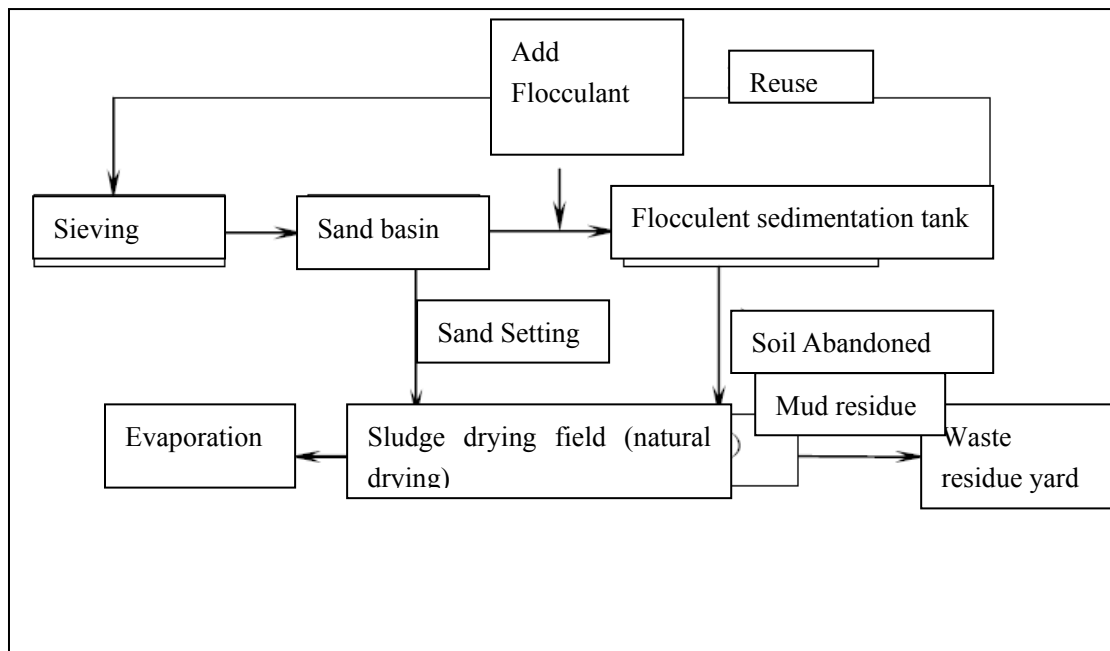 Add
Flocculant
Reuse
Sieving
Sand basin
Flocculent sedimentation tank
Sand Setting
Soil Abandoned
Mud residue
Evaporation
Sludge drying field (natural
drying)
)
Waste
residue yard